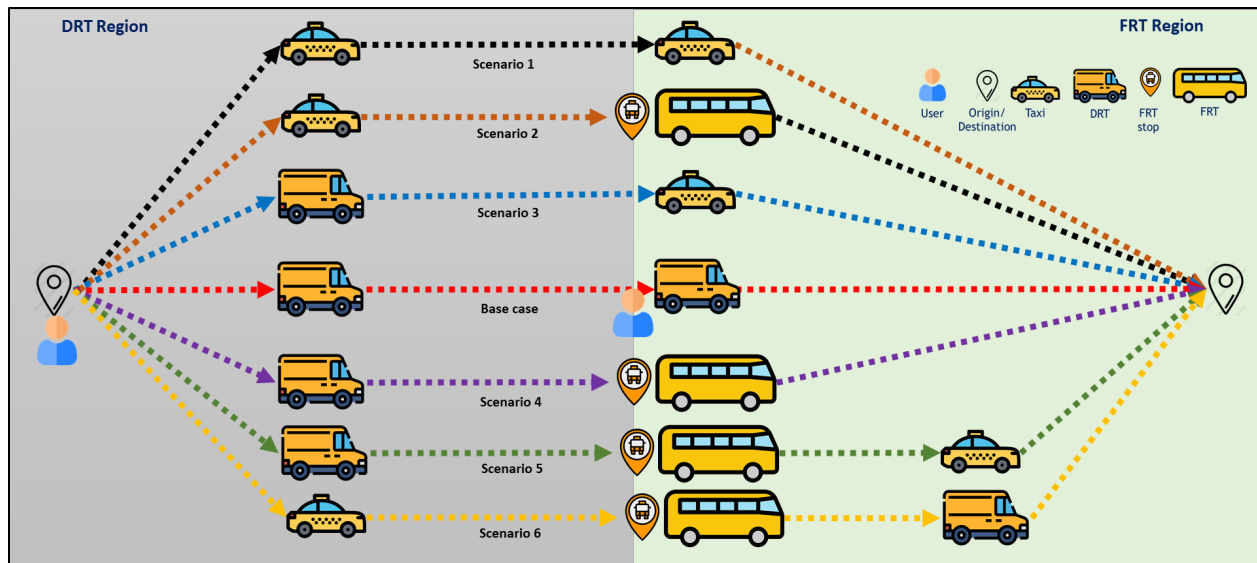 DRT Region
FRT Region
Scenario 1
User
Origin/
Destination
Taxi
DRT
FRT
stop
FRT
Scenario 2
Scenario 3
Base case
Scenario 4
Scenario 5
Scenario 6